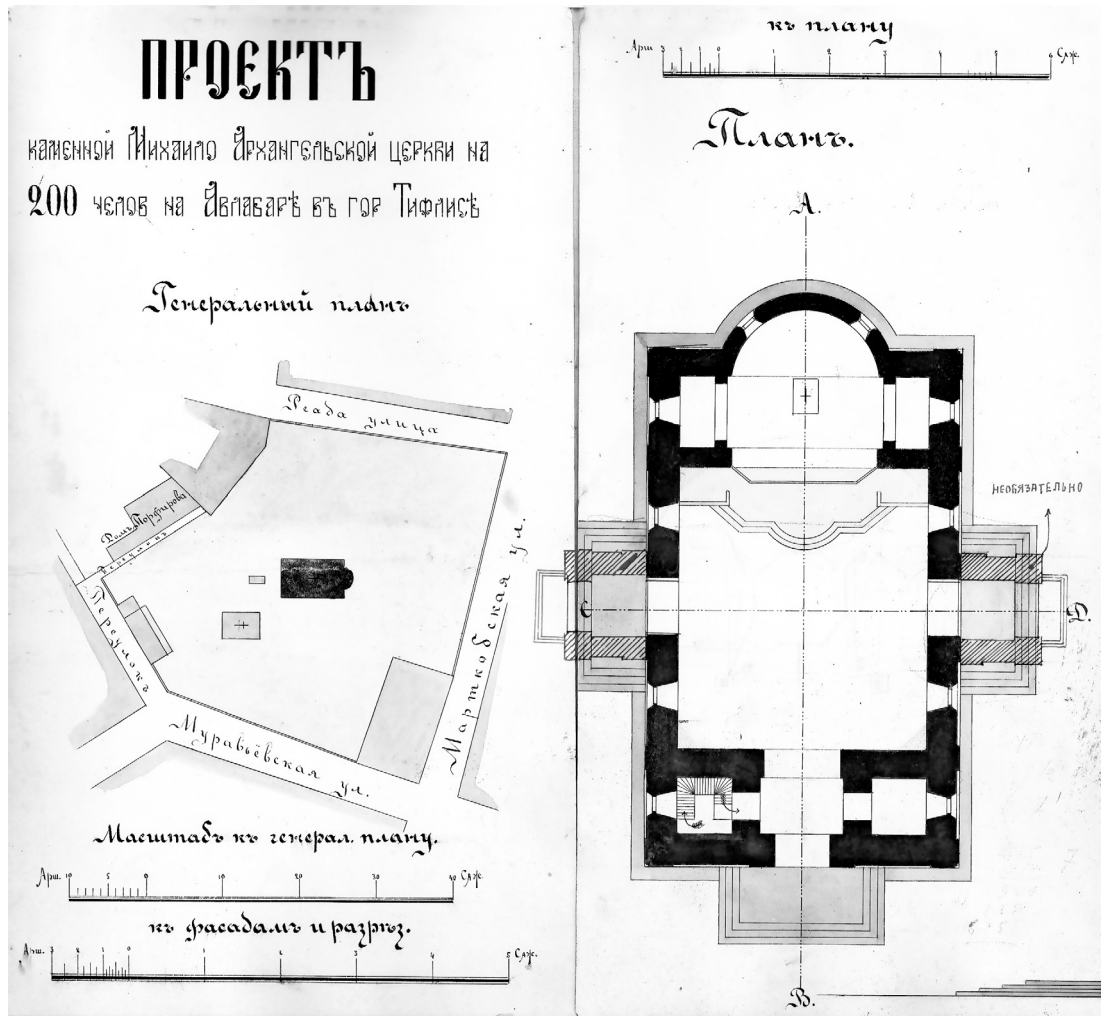 ПРОЕКТЪ
каменной Михаило Архангельской церкви на
200 челов на Авлабарѣ въ гор Тифлисѣ
Генеральный планъ
улица
Домъ Порфирова
Переулокъ
Переулокъ
Марткобская ул.
Муравьёвская ул.
Масштабъ къ генерал. плану.
Арш. 10 5 0 10 20 30 40 Саж.
къ фасадамъ и разрѣз.
Арш. 3 2 1 0 1 2 3 4 5 Саж.
къ плану
Арш 3 2 1 0 1 2 3 4 5 6 Саж.
Планъ.
А.
НЕОБЯЗАТЕЛЬНО
С
D.
В.